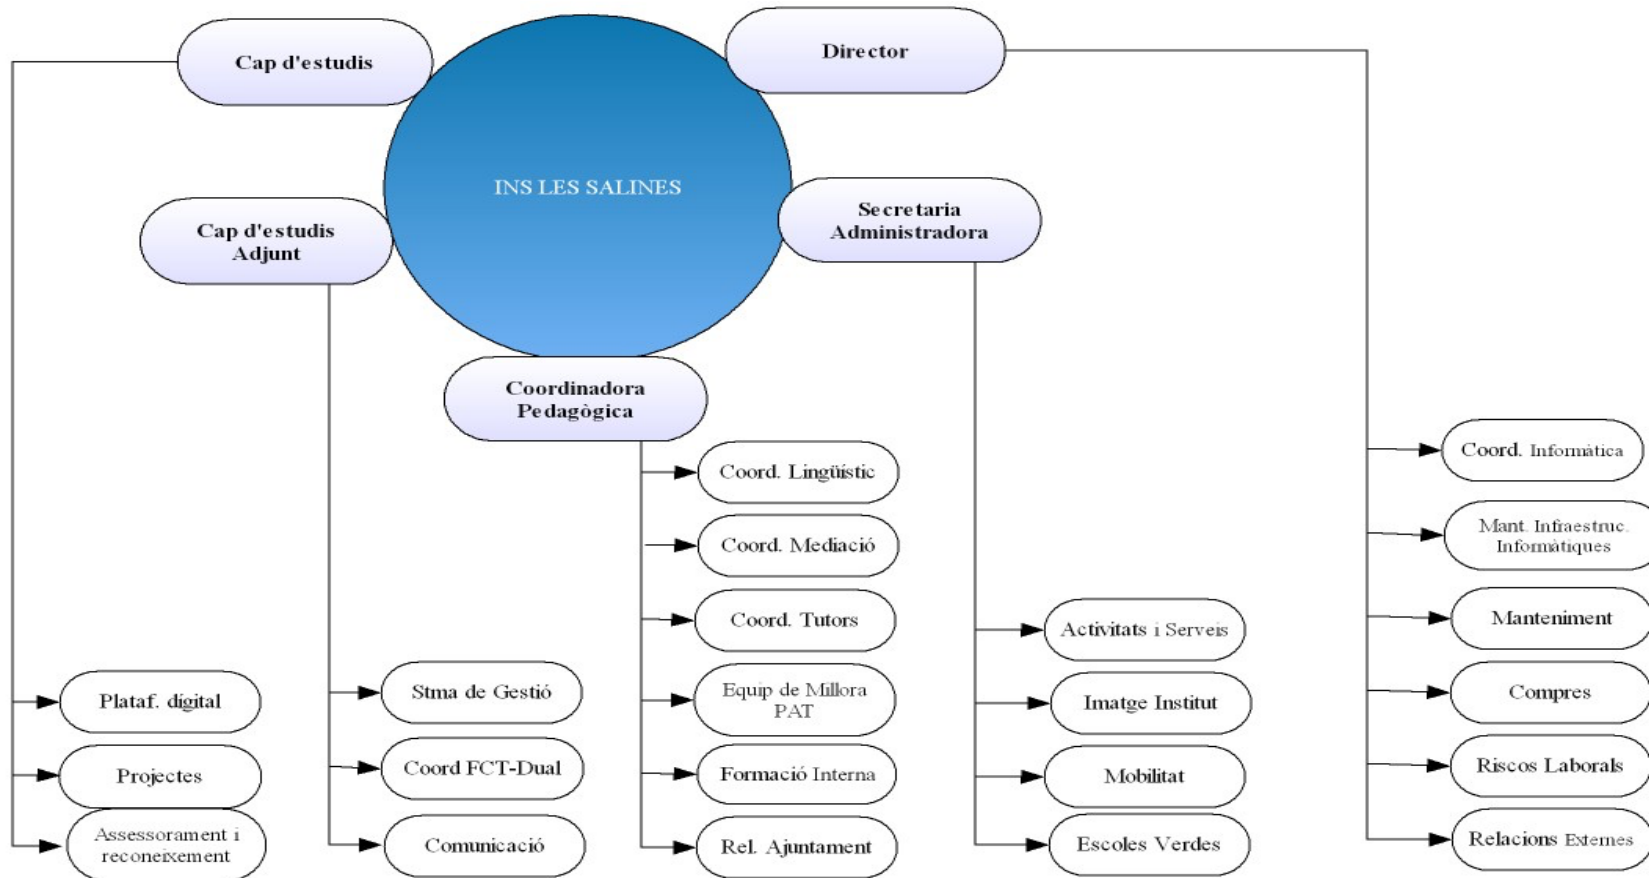 Cap d'estudis
Director
INS LES SALINES
Cap d'estudis
Adjunt
Secretaria
Administradora
Coordinadora
Pedagògica
Plataf. dígital
Projectes
Assessorament i
reconeixement
Stma de Gestió
Coord FCT-Dual
Comunicació
Coord. Lingüístic
Coord. Mediació
Coord. Tutors
Equip de Millora
PAT
Formació Interna
Rel. Ajuntament
Activitats i Serveis
Imatge Institut
Mobilitat
Escoles Verdes
Coord. Informàtica
Mant. Infraestruc.
Informàtiques
Manteniment
Compres
Riscos Laborals
Relacions Externes